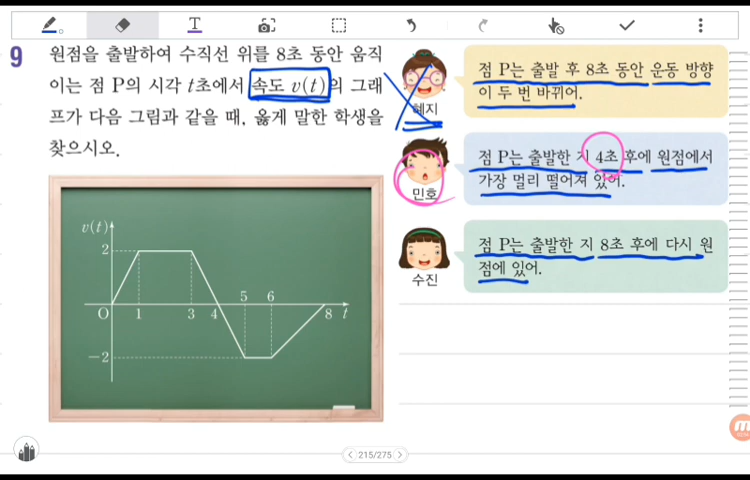 T
9
원점을 출발하여 수직선 위를 8초 동안 움직
이는 점 P의 시각 t초에서 속도 v(t)의 그래
프가 다음 그림과 같을 때, 옳게 말한 학생을
찾으시오.
v(t)
2
O 1 3 4 5 6 8 t
-2
혜지
점 P는 출발 후 8초 동안 운동 방향
이 두 번 바뀌어.
민호
점 P는 출발한 지 4초 후에 원점에서
가장 멀리 떨어져 있어.
수진
점 P는 출발한 지 8초 후에 다시 원
점에 있어.
215/275